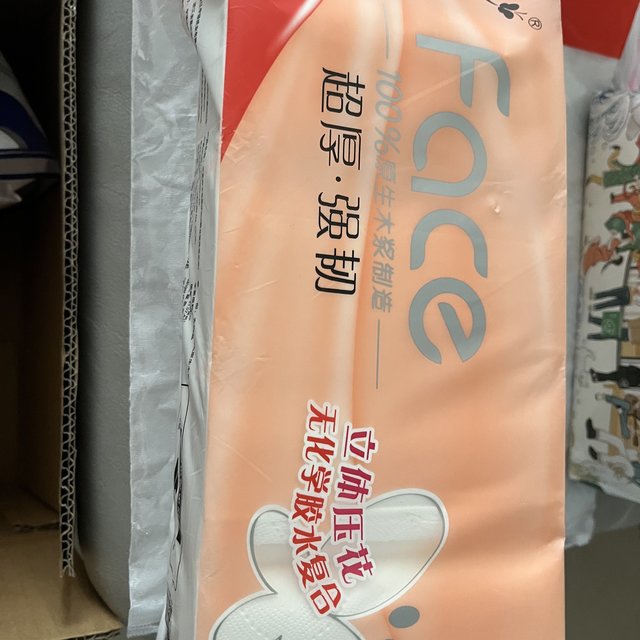 ®
Face
100%原生木浆制造
超厚·强韧
立体压花
无化学胶水复合